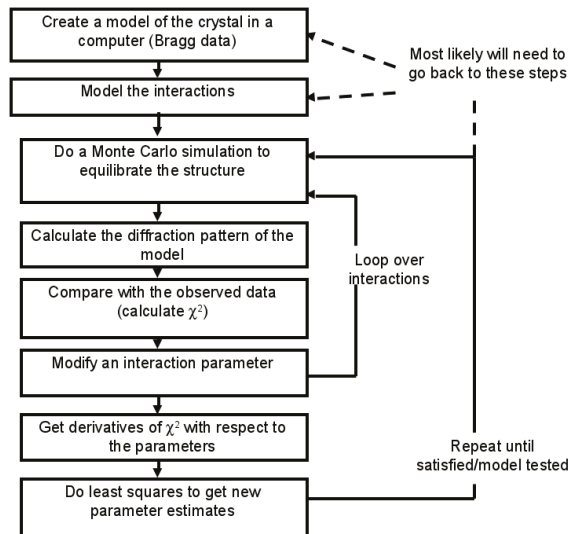 Create a model of the crystal in a
computer (Bragg data)
Most likely will need to
go back to these steps
Model the interactions
Do a Monte Carlo simulation to
equilibrate the structure
Calculate the diffraction pattern of the
model
Loop over
interactions
Compare with the observed data
(calculate χ²)
Modify an interaction parameter
Get derivatives of χ² with respect to
the parameters
Repeat until
satisfied/model tested
Do least squares to get new
parameter estimates